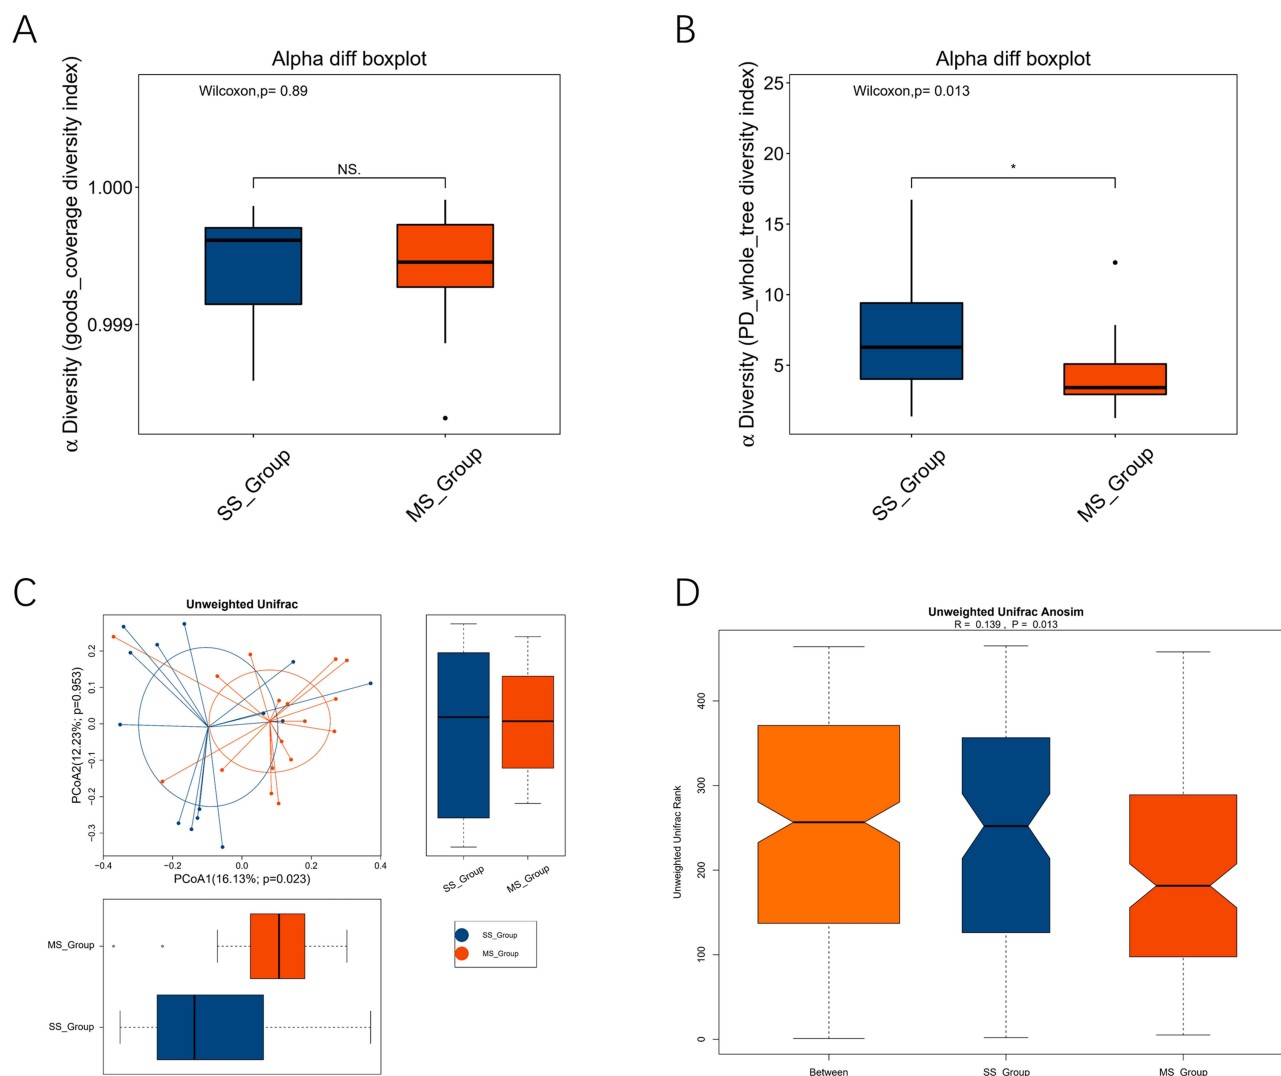 A
Alpha diff boxplot
Wilcoxon,p= 0.89
NS.
α Diversity (goods_coverage diversity index)
1.000
0.999
SS_Group
MS_Group
B
Alpha diff boxplot
Wilcoxon,p= 0.013
*
α Diversity (PD_whole_tree diversity index)
25
20
15
10
5
SS_Group
MS_Group
C
Unweighted Unifrac
PCoA2(12.23%; p=0.953)
0.2
0.1
0.0
−0.1
−0.2
−0.3
−0.4
−0.2
0.0
0.2
0.4
PCoA1(16.13%; p=0.023)
SS_Group
MS_Group
MS_Group
SS_Group
SS_Group
MS_Group
D
Unweighted Unifrac Anosim
R = 0.139 , P = 0.013
Unweighted Unifrac Rank
400
300
200
100
0
Between
SS_Group
MS_Group